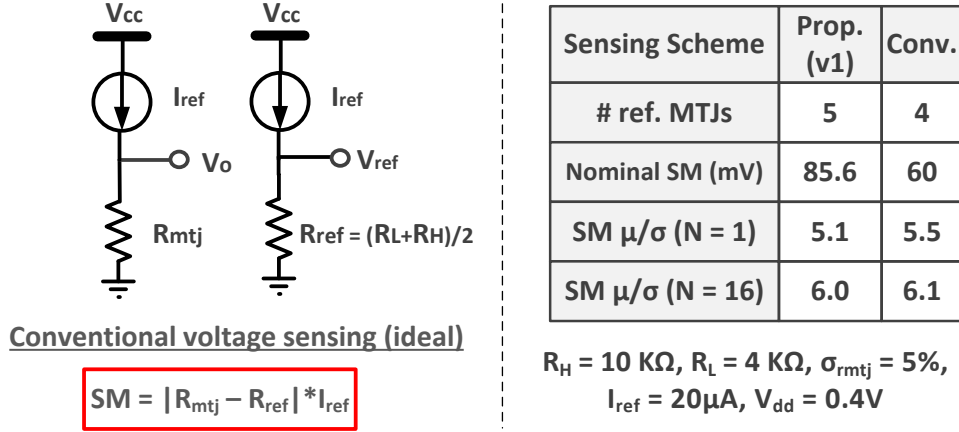 Vcc Vcc
Iref Iref
Vo Vref
Rmtj Rref = (RL+RH)/2
Conventional voltage sensing (ideal)
SM = |Rmtj – Rref|*Iref
Sensing Scheme Prop. (v1) Conv.
# ref. MTJs 5 4
Nominal SM (mV) 85.6 60
SM μ/σ (N = 1) 5.1 5.5
SM μ/σ (N = 16) 6.0 6.1
RH = 10 KΩ, RL = 4 KΩ, σrmtj = 5%,
Iref = 20μA, Vdd = 0.4V